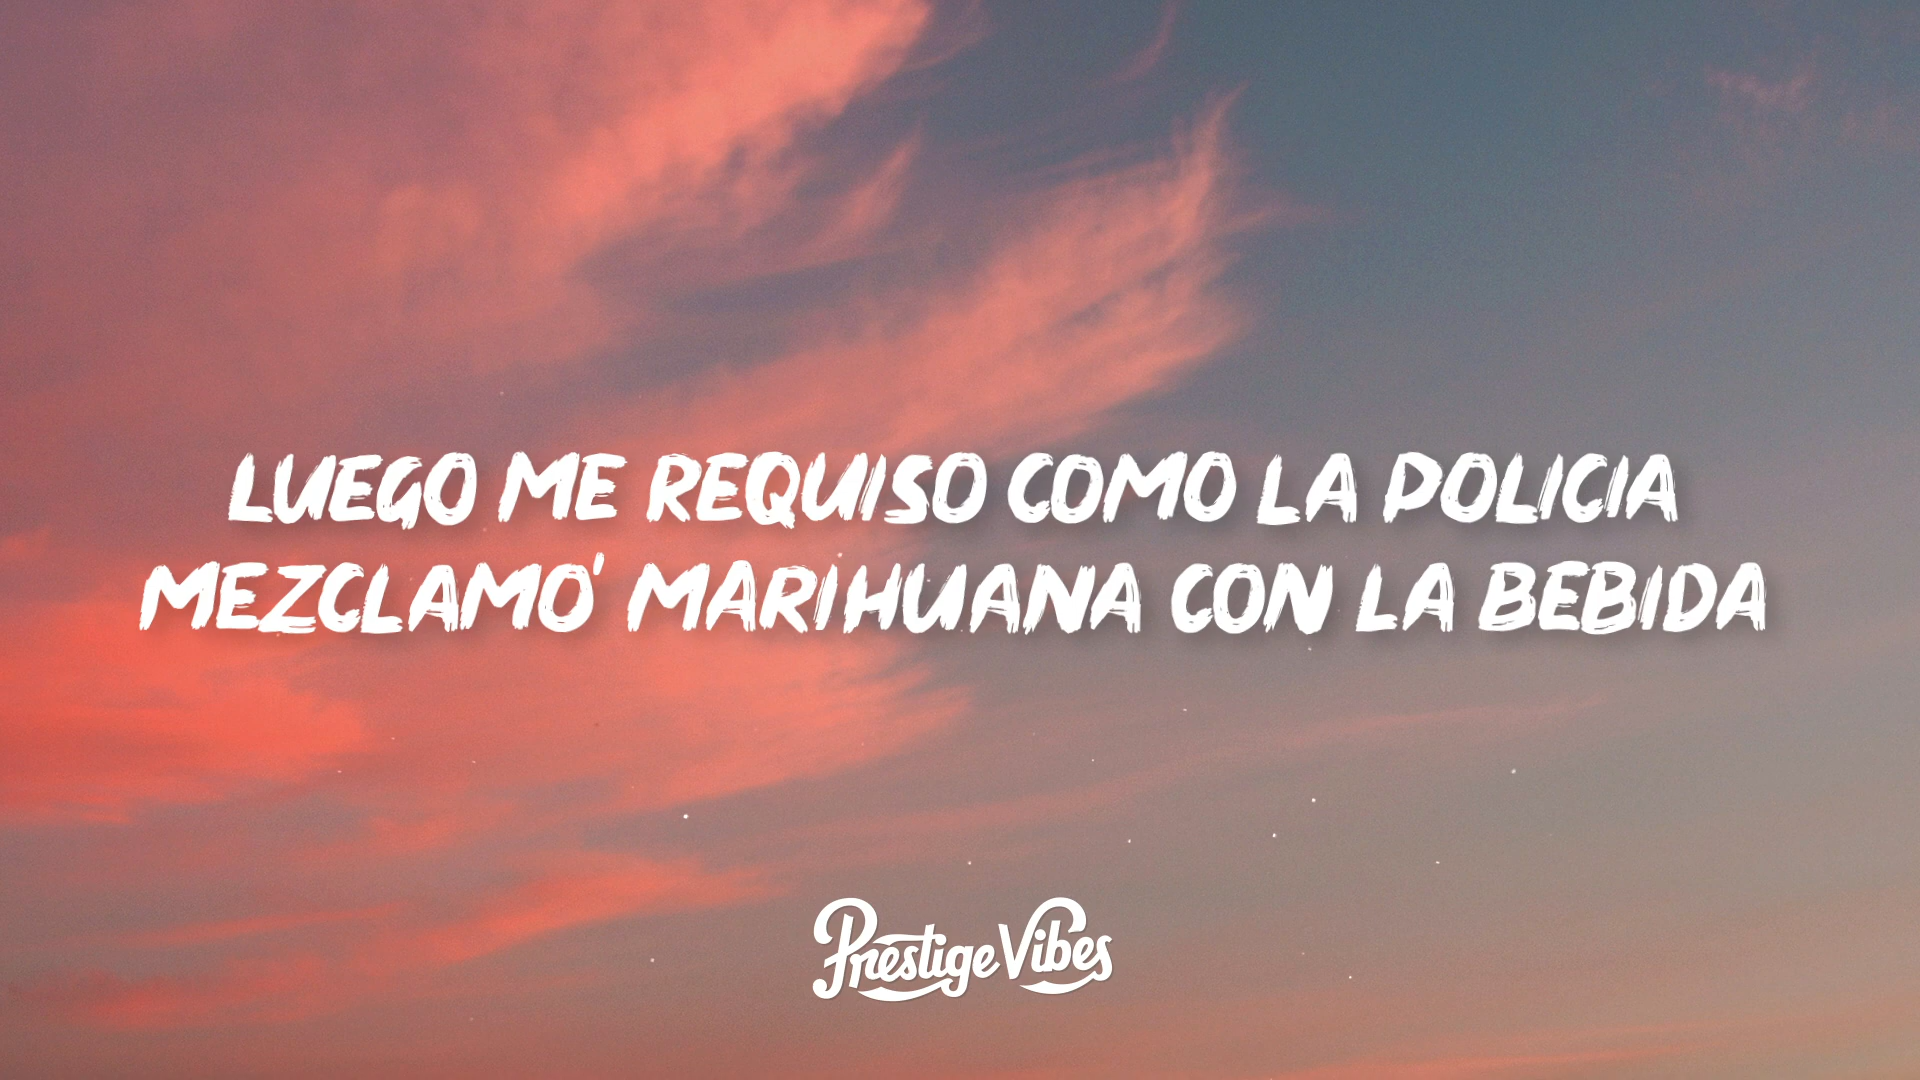 LUEGO ME REQUISO COMO LA POLICIA
MEZCLAMO' MARIHUANA CON LA BEBIDA
Prestige Vibes